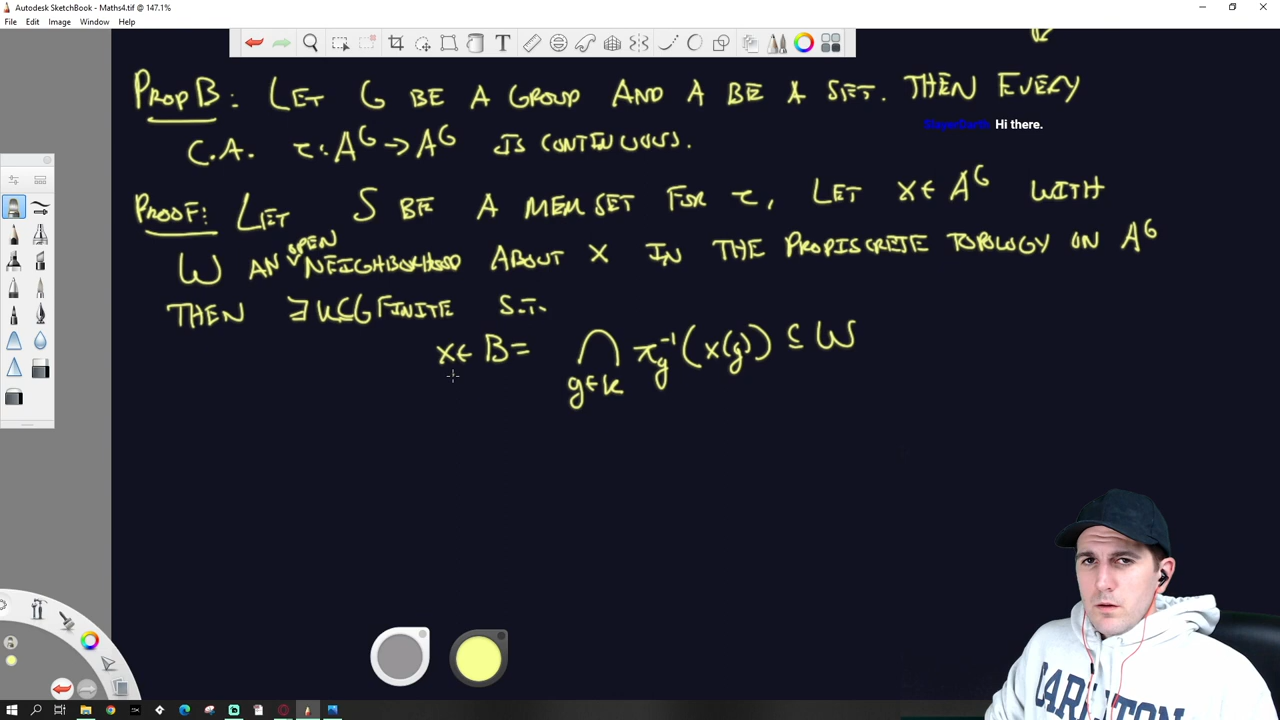 Autodesk SketchBook - Maths4.tif @ 147.1%
File Edit Image Window Help
PROP B: LET G BE A GROUP AND A BE A SET. THEN EVERY
SlayerDarth: Hi there.
C.A. τ: A^G → A^G IS CONTINUOUS.
PROOF: LET S BE A MEM SET FOR τ, LET X ∈ A^G WITH
W AN OPEN NEIGHBORHOOD ABOUT X IN THE PRODISCRETE TOPOLOGY ON A^G
THEN ∃ K ⊆ G FINITE S.T.
X ∈ B = ⋂_{g∈K} π_g^{-1}(X(g)) ⊆ W